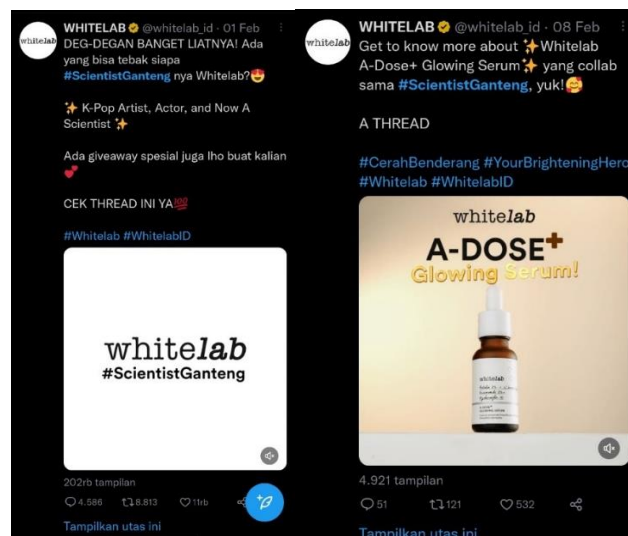 WHITELAB @whitelab_id · 01 Feb
DEG-DEGAN BANGET LIATNYA! Ada
yang bisa tebak siapa
#ScientistGanteng nya Whitelab?😍
✨ K-Pop Artist, Actor, and Now A
Scientist ✨
Ada giveaway spesial juga lho buat kalian
💕
CEK THREAD INI YA💯
#Whitelab #WhitelabID
whitelab
#ScientistGanteng
202rb tampilan
4.586 8.813 11rb
Tampilkan utas ini
whitelab
WHITELAB @whitelab_id · 08 Feb
Get to know more about ✨Whitelab
A-Dose+ Glowing Serum✨ yang collab
sama #ScientistGanteng, yuk!🥰
A THREAD
#CerahBenderang #YourBrighteningHero
#Whitelab #WhitelabID
whitelab
A-DOSE+
Glowing Serum!
whitelab
4.921 tampilan
51 121 532
Tampilkan utas ini
whitelab